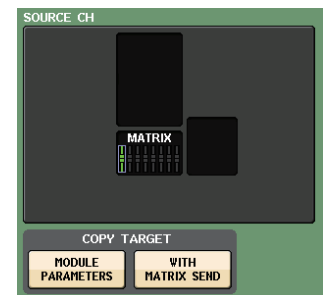 SOURCE CH
MATRIX
COPY TARGET
MODULE
PARAMETERS
WITH
MATRIX SEND